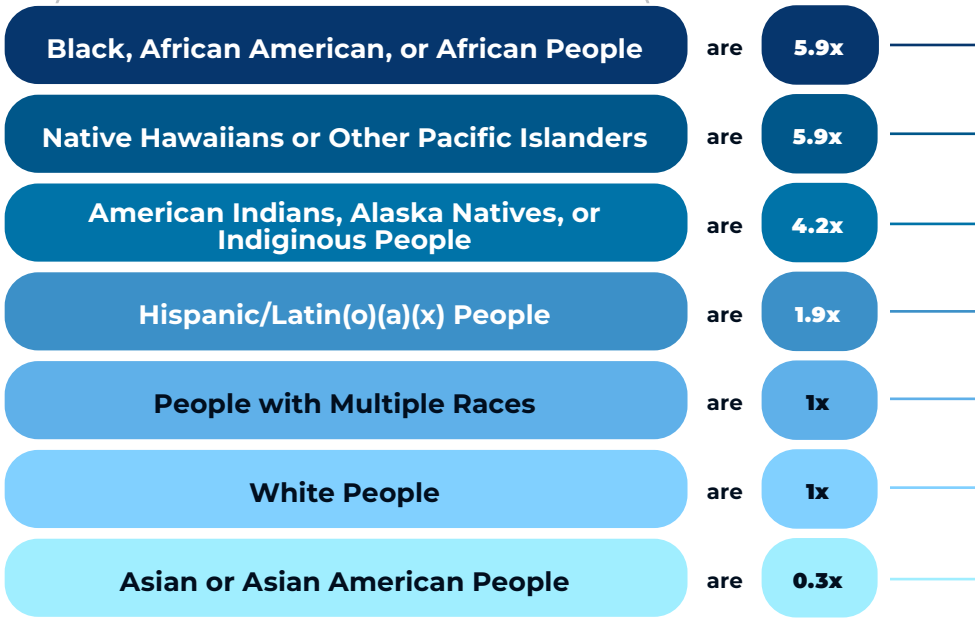 Black, African American, or African People are 5.9x
Native Hawaiians or Other Pacific Islanders are 5.9x
American Indians, Alaska Natives, or
Indiginous People are 4.2x
Hispanic/Latin(o)(a)(x) People are 1.9x
People with Multiple Races are 1x
White People are 1x
Asian or Asian American People are 0.3x